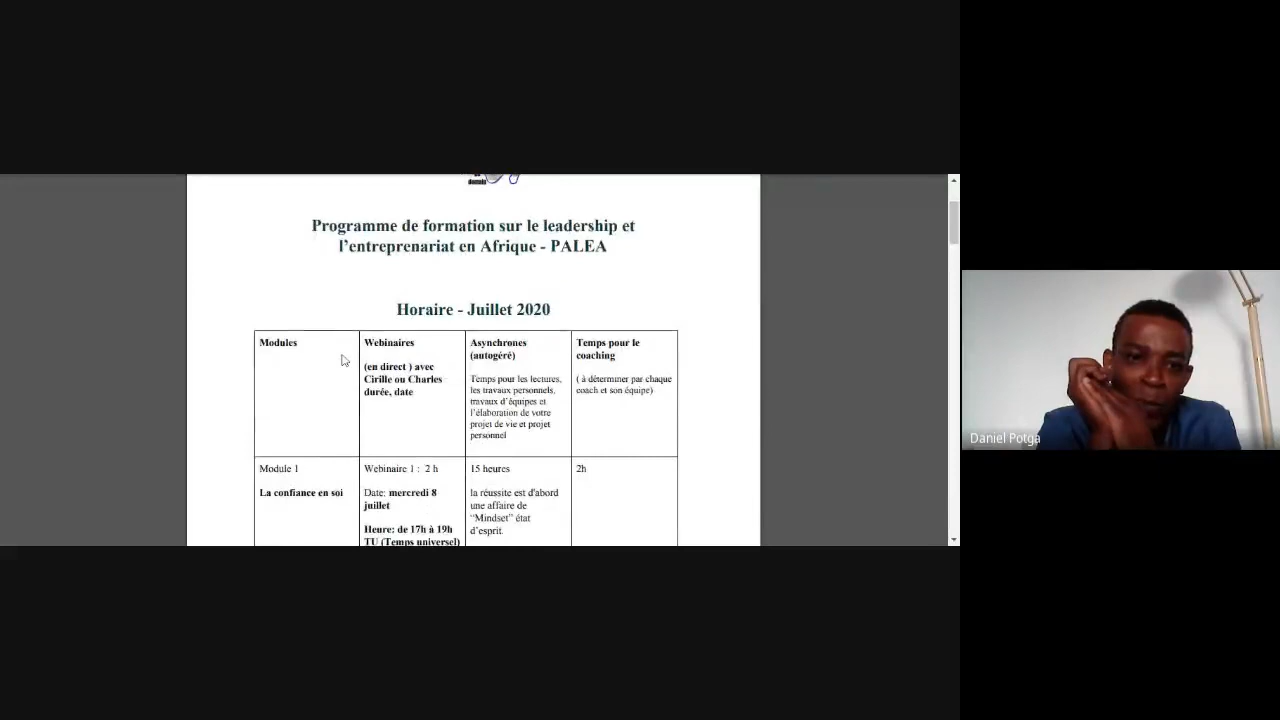 demain
Programme de formation sur le leadership et
l’entreprenariat en Afrique - PALEA
Horaire - Juillet 2020
Modules
Webinaires
(en direct ) avec
Cirille ou Charles
durée, date
Asynchrones
(autogéré)
Temps pour les lectures,
les travaux personnels,
travaux d’équipes et
l’élaboration de votre
projet de vie et projet
personnel
Temps pour le
coaching
( à déterminer par chaque
coach et son équipe)
Module 1
La confiance en soi
Webinaire 1 : 2 h
Date: mercredi 8
juillet
Heure: de 17h à 19h
TU (Temps universel)
15 heures
la réussite est d'abord
une affaire de
“Mindset” état
d’esprit.
2h
Daniel Potga